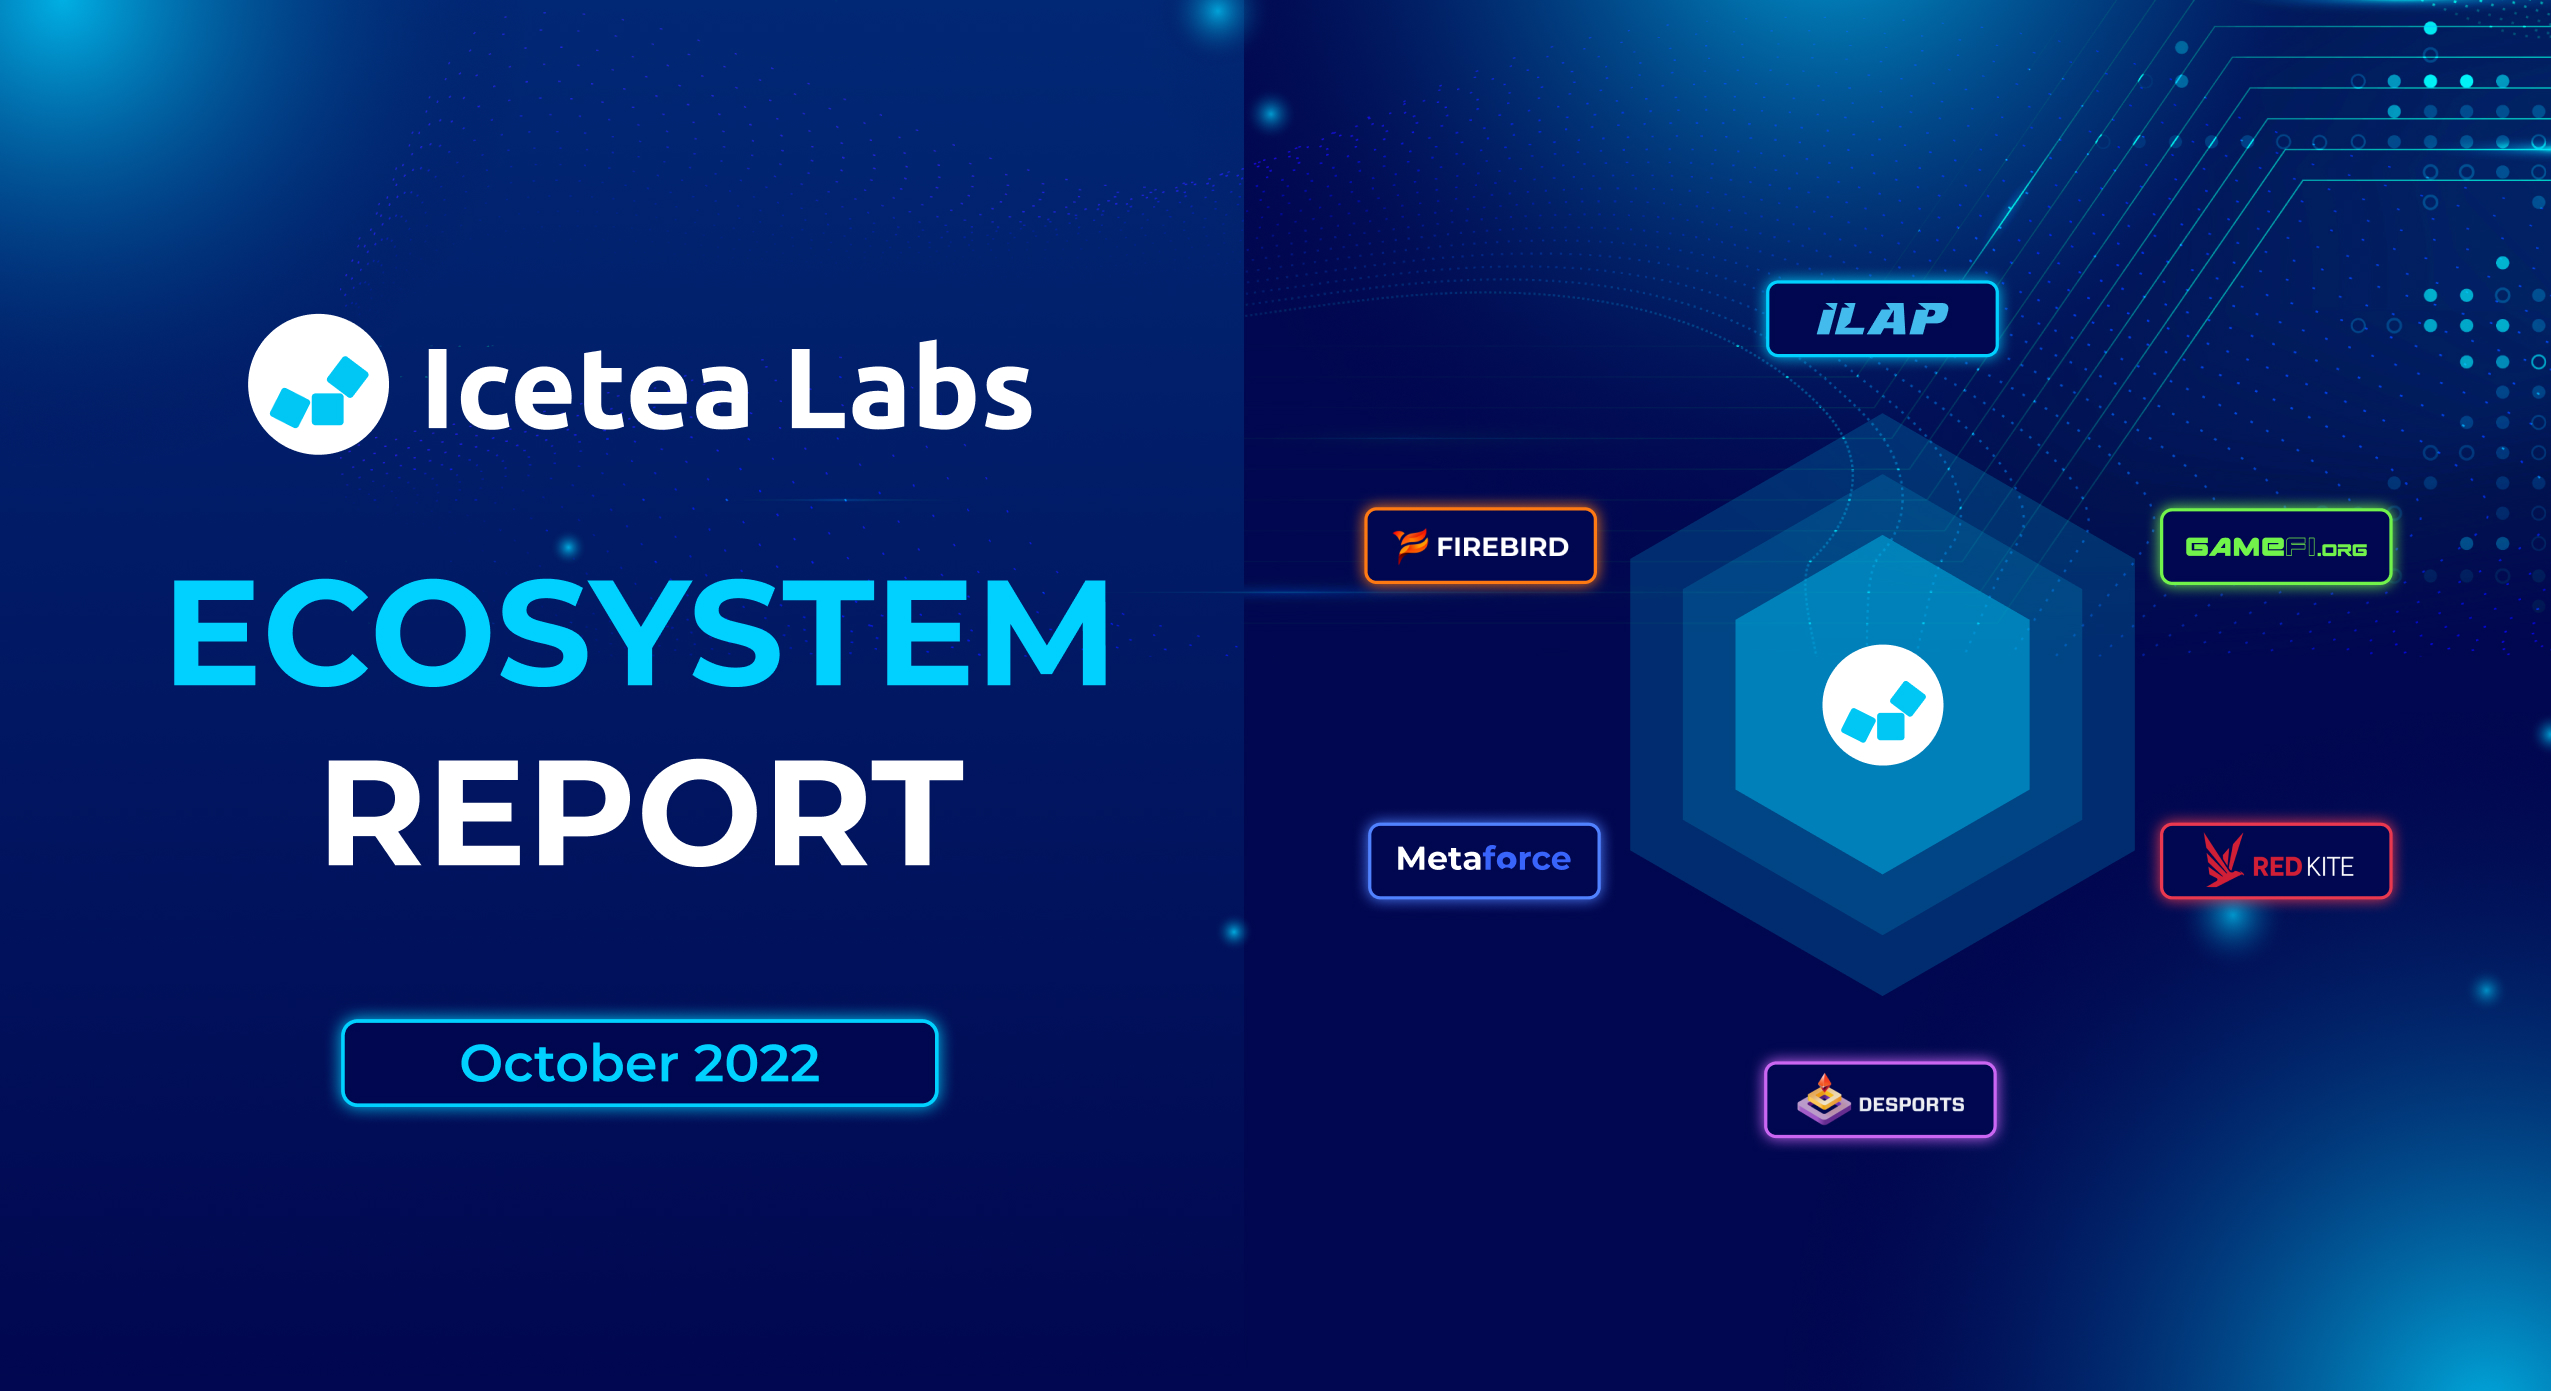 Icetea Labs
ECOSYSTEM
REPORT
October 2022
iLAP
FIREBIRD
GAMEFI.ORG
Metaforce
RED KITE
DESPORTS